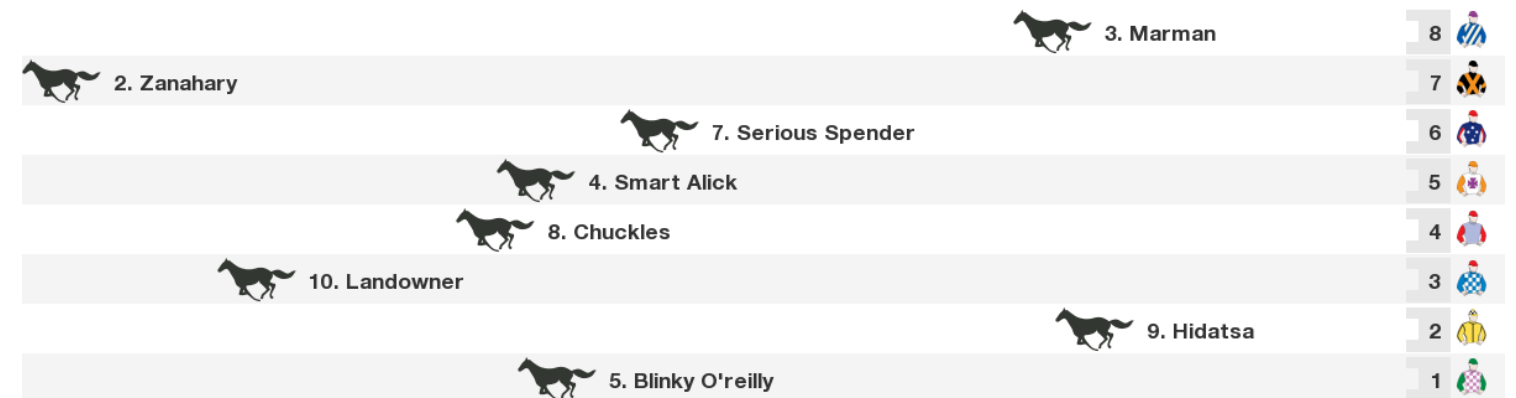 3. Marman 8
2. Zanahary 7
7. Serious Spender 6
4. Smart Alick 5
8. Chuckles 4
10. Landowner 3
9. Hidatsa 2
5. Blinky O'reilly 1